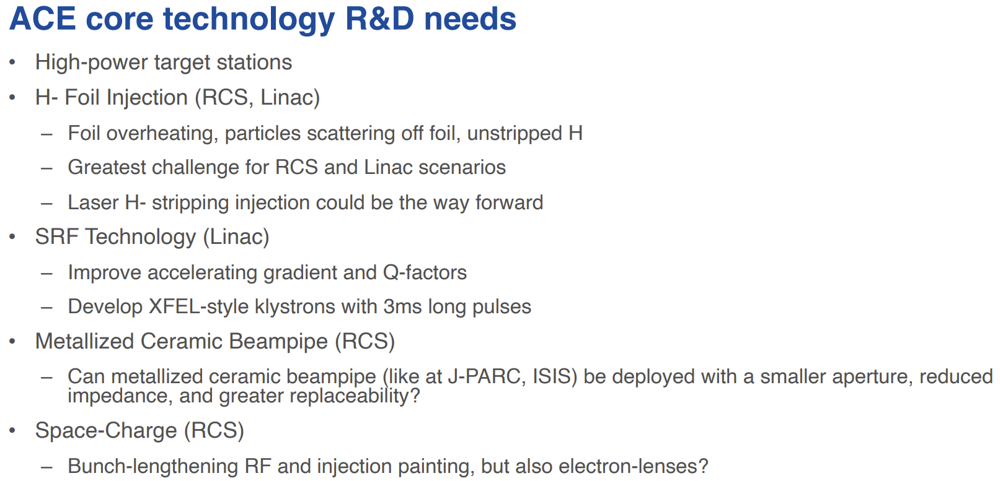 ACE core technology R&D needs
• High-power target stations
• H- Foil Injection (RCS, Linac)
– Foil overheating, particles scattering off foil, unstripped H
– Greatest challenge for RCS and Linac scenarios
– Laser H- stripping injection could be the way forward
• SRF Technology (Linac)
– Improve accelerating gradient and Q-factors
– Develop XFEL-style klystrons with 3ms long pulses
• Metallized Ceramic Beampipe (RCS)
– Can metallized ceramic beampipe (like at J-PARC, ISIS) be deployed with a smaller aperture, reduced
impedance, and greater replaceability?
• Space-Charge (RCS)
– Bunch-lengthening RF and injection painting, but also electron-lenses?